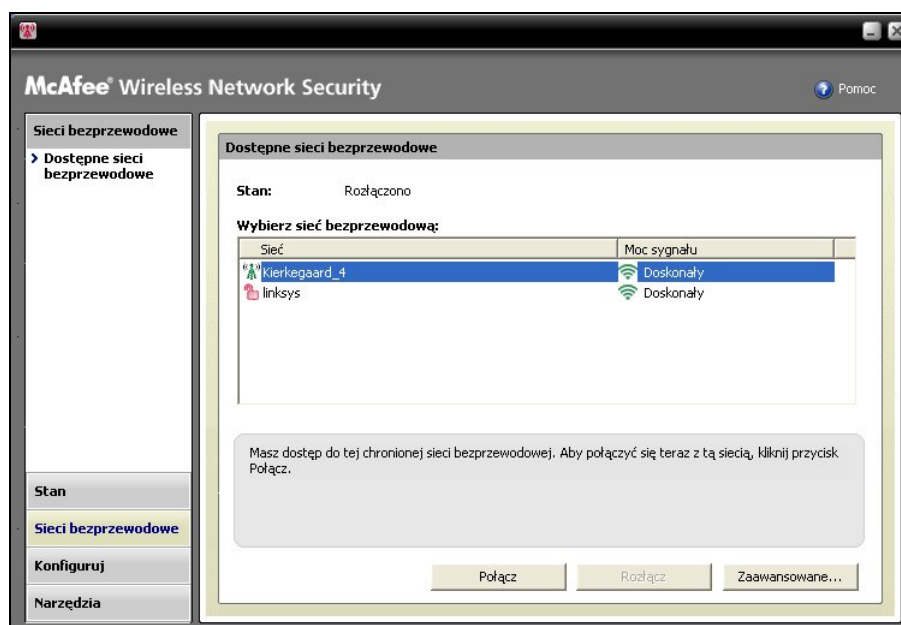 McAfee® Wireless Network Security
Pomoc
Sieci bezprzewodowe
Dostępne sieci
bezprzewodowe
Dostępne sieci bezprzewodowe
Stan: Rozłączono
Wybierz sieć bezprzewodową:
Sieć Moc sygnału
Kierkegaard_4 Doskonały
linksys Doskonały
Masz dostęp do tej chronionej sieci bezprzewodowej. Aby połączyć się teraz z tą siecią, kliknij przycisk
Połącz.
Stan
Sieci bezprzewodowe
Konfiguruj
Narzędzia
Połącz Rozłącz Zaawansowane...